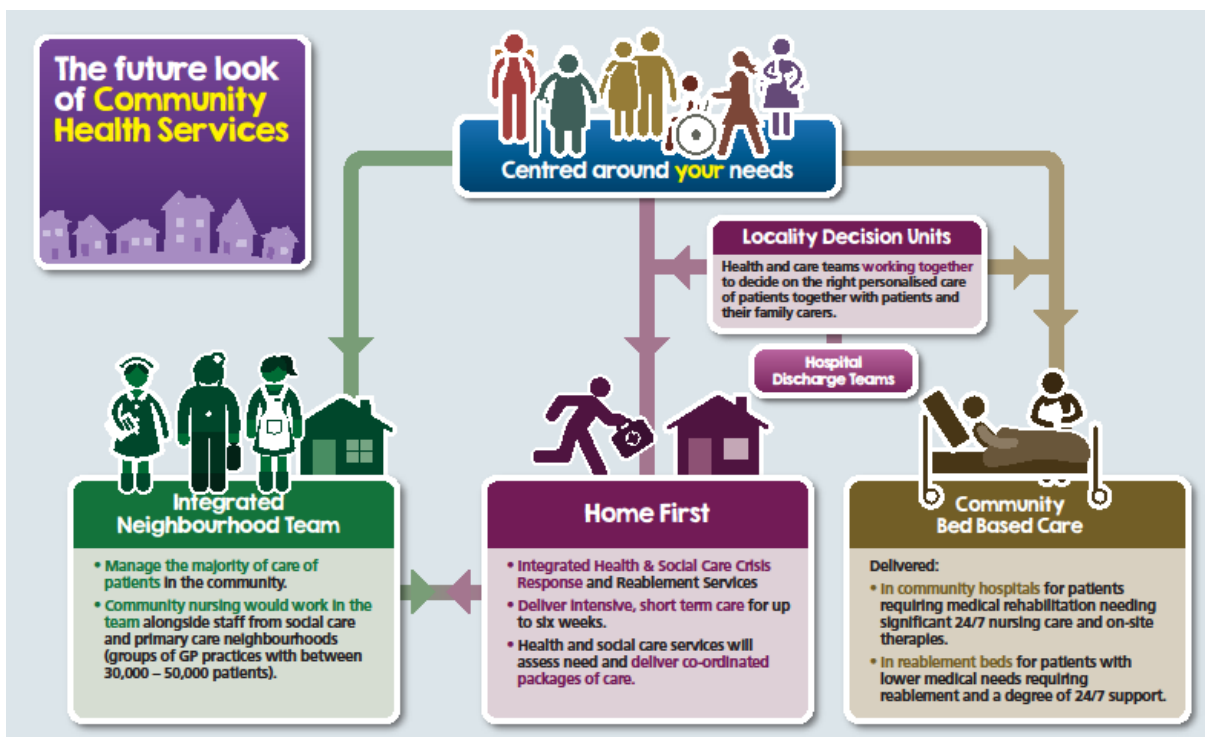 The future look
of Community
Health Services
Centred around your needs
Locality Decision Units
Health and care teams working together
to decide on the right personalised care
of patients together with patients and
their family carers.
Hospital
Discharge Teams
Integrated
Neighbourhood Team
• Manage the majority of care of
patients in the community.
• Community nursing would work in the
team alongside staff from social care
and primary care neighbourhoods
(groups of GP practices with between
30,000 – 50,000 patients).
Home First
• Integrated Health & Social Care Crisis
Response and Reablement Services
• Deliver intensive, short term care for up
to six weeks.
• Health and social care services will
assess need and deliver co-ordinated
packages of care.
Community
Bed Based Care
Delivered:
• In community hospitals for patients
requiring medical rehabilitation needing
significant 24/7 nursing care and on-site
therapies.
• In reablement beds for patients with
lower medical needs requiring
reablement and a degree of 24/7 support.